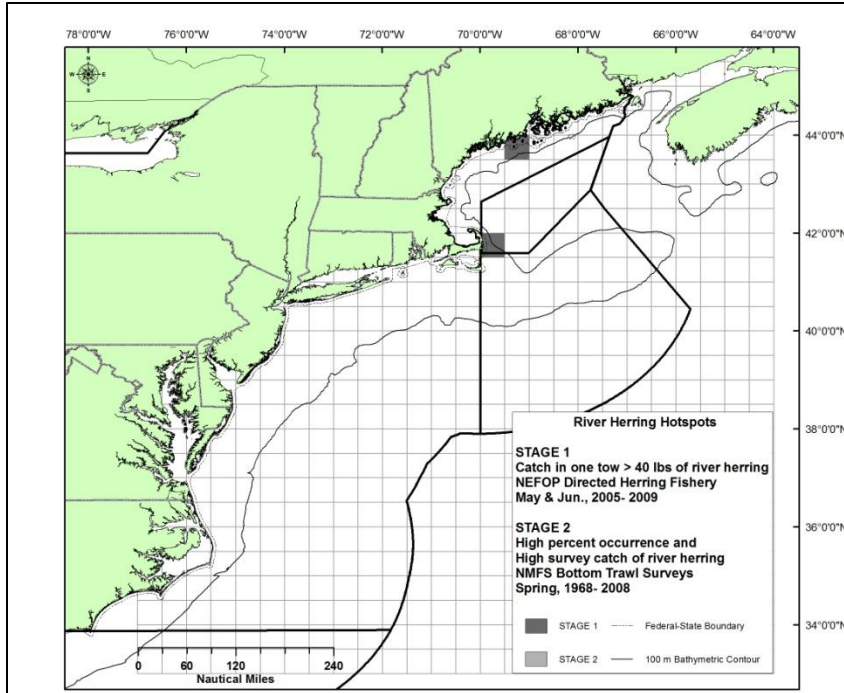 78°0'0"W 76°0'0"W 74°0'0"W 72°0'0"W 70°0'0"W 68°0'0"W 66°0'0"W
N
W E
S
44°0'0"N
42°0'0"N
40°0'0"N
38°0'0"N
36°0'0"N
34°0'0"N
River Herring Hotspots
STAGE 1
Catch in one tow > 40 lbs of river herring
NEFOP Directed Herring Fishery
May & Jun., 2005- 2009
STAGE 2
High percent occurrence and
High survey catch of river herring
NMFS Bottom Trawl Surveys
Spring, 1968- 2008
STAGE 1 Federal-State Boundary
STAGE 2 100 m Bathymetric Contour
0 60 120 240
Nautical Miles